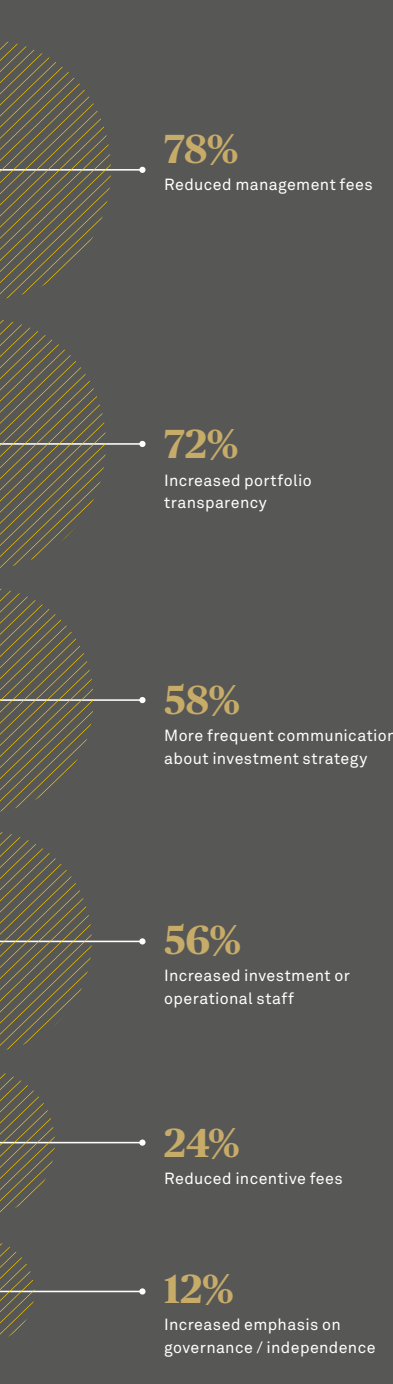 78%
Reduced management fees
72%
Increased portfolio
transparency
58%
More frequent communication
about investment strategy
56%
Increased investment or
operational staff
24%
Reduced incentive fees
12%
Increased emphasis on
governance / independence